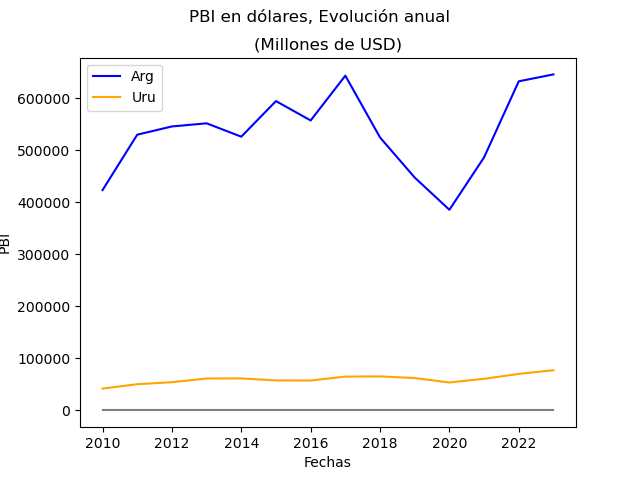 PBI en dólares, Evolución anual
(Millones de USD)
Arg
Uru
600000
500000
400000
300000
200000
100000
0
PBI
2010 2012 2014 2016 2018 2020 2022
Fechas